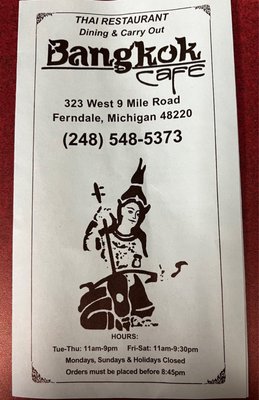 THAI RESTAURANT
Dining & Carry Out
Bangkok
CAFE
323 West 9 Mile Road
Ferndale, Michigan 48220
(248) 548-5373
HOURS:
Tue-Thu: 11am-9pm Fri-Sat: 11am-9:30pm
Mondays, Sundays & Holidays Closed
Orders must be placed before 8:45pm